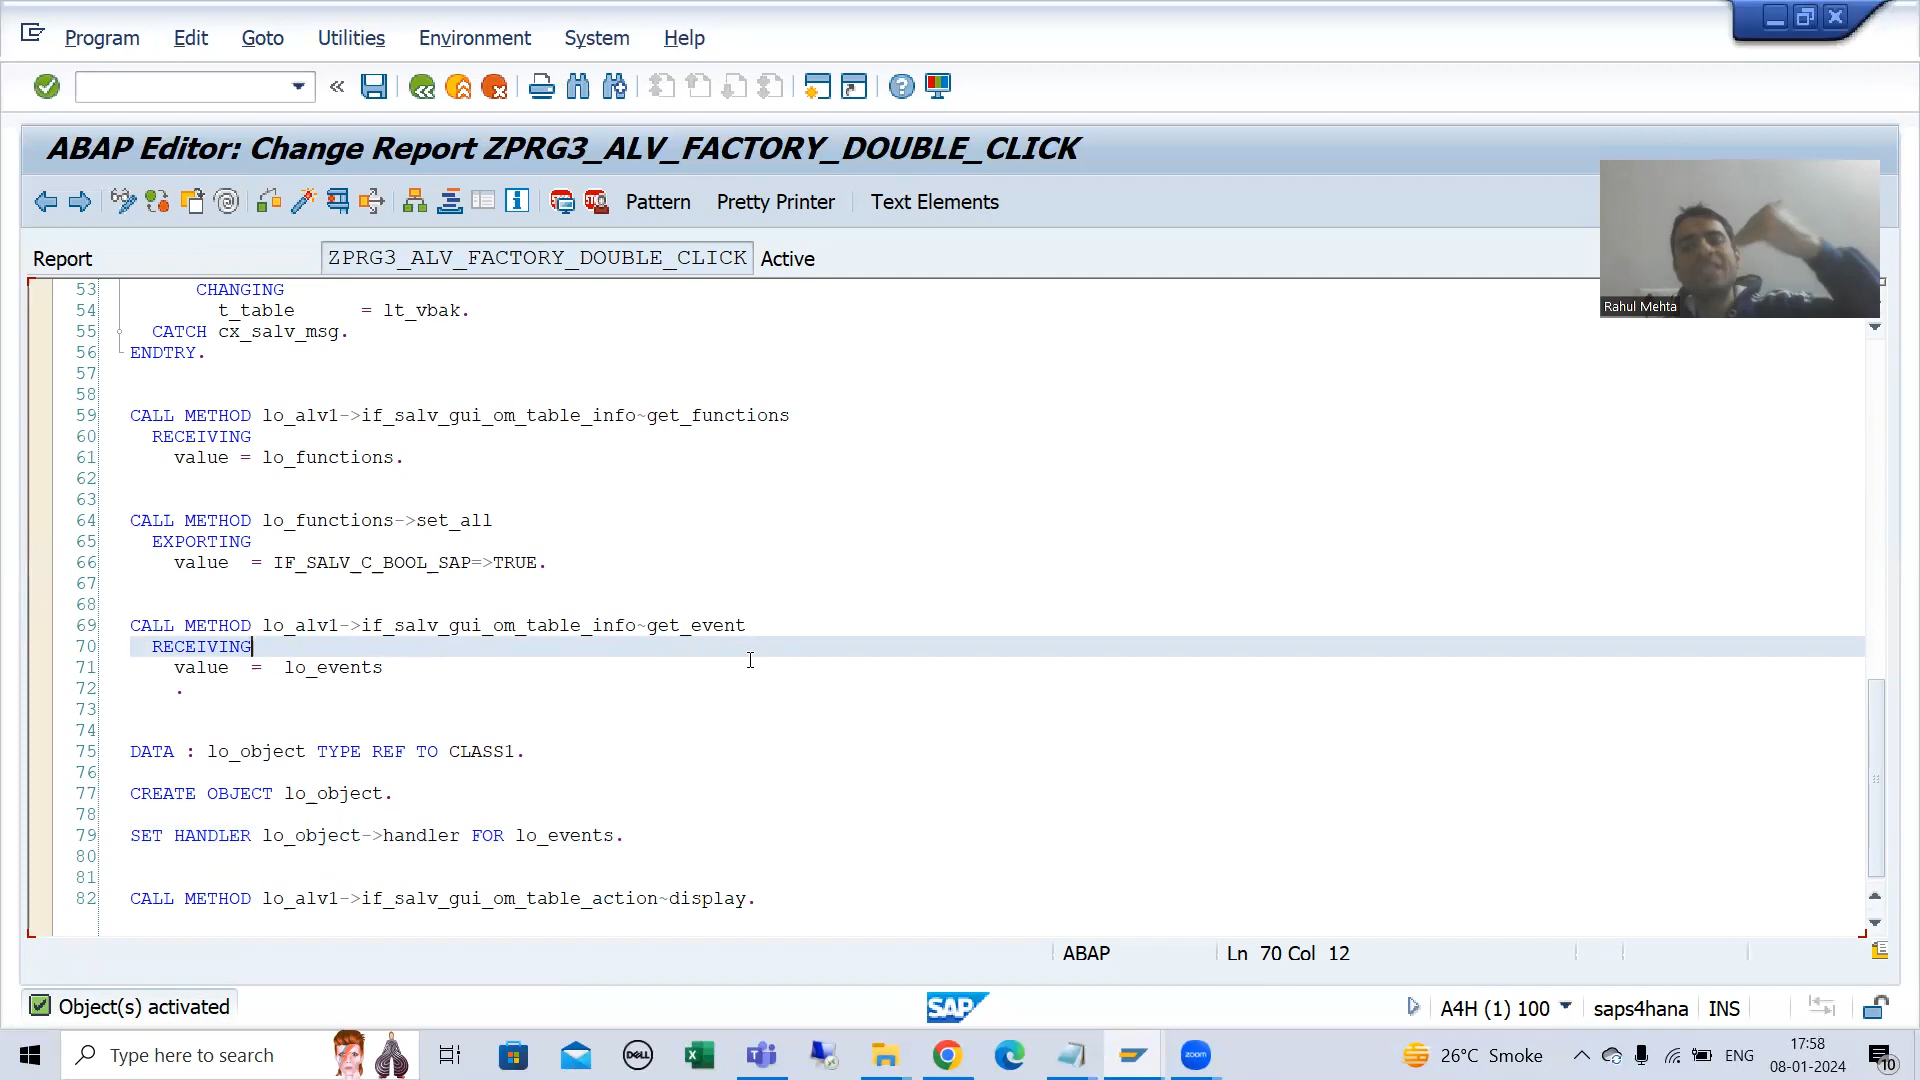 Program Edit Goto Utilities Environment System Help
ABAP Editor: Change Report ZPRG3_ALV_FACTORY_DOUBLE_CLICK
Pattern Pretty Printer Text Elements
Report ZPRG3_ALV_FACTORY_DOUBLE_CLICK Active
Rahul Mehta
53 CHANGING
54 t_table = lt_vbak.
55 CATCH cx_salv_msg.
56 ENDTRY.
57
58
59 CALL METHOD lo_alv1->if_salv_gui_om_table_info~get_functions
60 RECEIVING
61 value = lo_functions.
62
63
64 CALL METHOD lo_functions->set_all
65 EXPORTING
66 value = IF_SALV_C_BOOL_SAP=>TRUE.
67
68
69 CALL METHOD lo_alv1->if_salv_gui_om_table_info~get_event
70 RECEIVING
71 value = lo_events
72 .
73
74
75 DATA : lo_object TYPE REF TO CLASS1.
76
77 CREATE OBJECT lo_object.
78
79 SET HANDLER lo_object->handler FOR lo_events.
80
81
82 CALL METHOD lo_alv1->if_salv_gui_om_table_action~display.
ABAP Ln 70 Col 12
Object(s) activated SAP A4H (1) 100 saps4hana INS
Type here to search DELL zoom 26°C Smoke ENG 17:58
08-01-2024 10